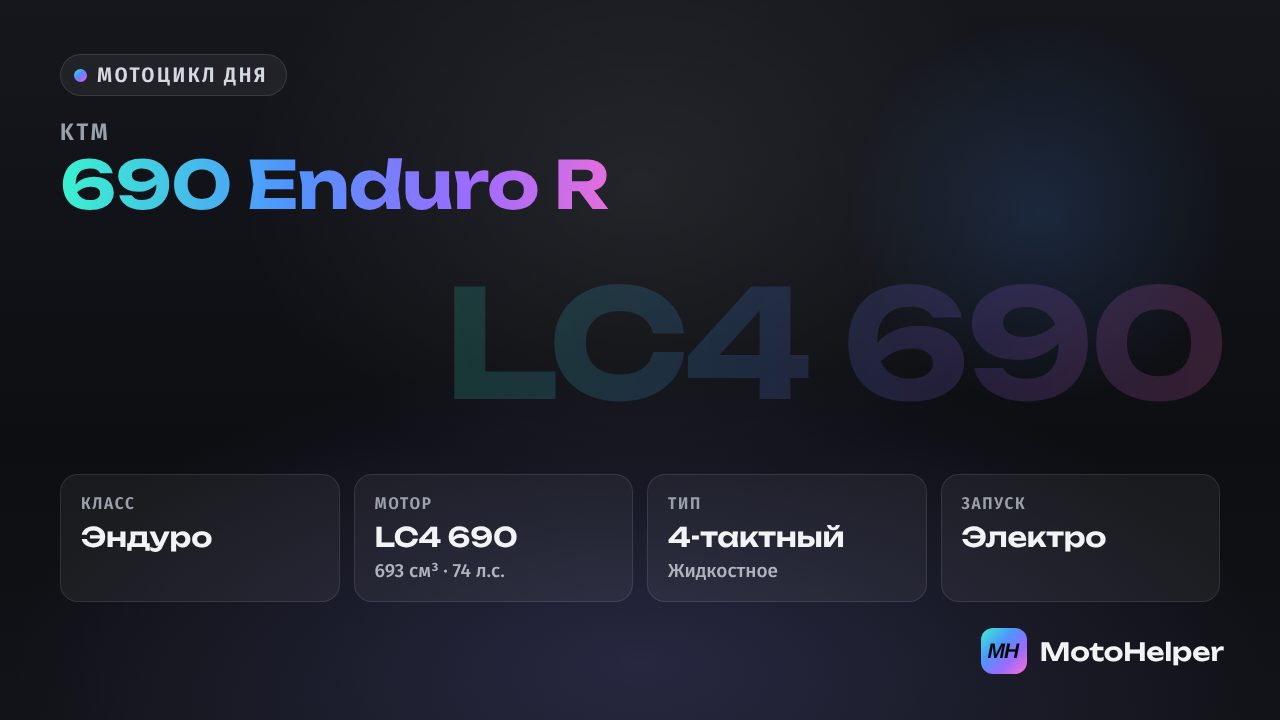 МОТОЦИКЛ ДНЯ
KTM
690 Enduro R
LC4 690
КЛАСС
Эндуро
МОТОР
LC4 690
693 см³ · 74 л.с.
ТИП
4-тактный
Жидкостное
ЗАПУСК
Электро
MH MotoHelper